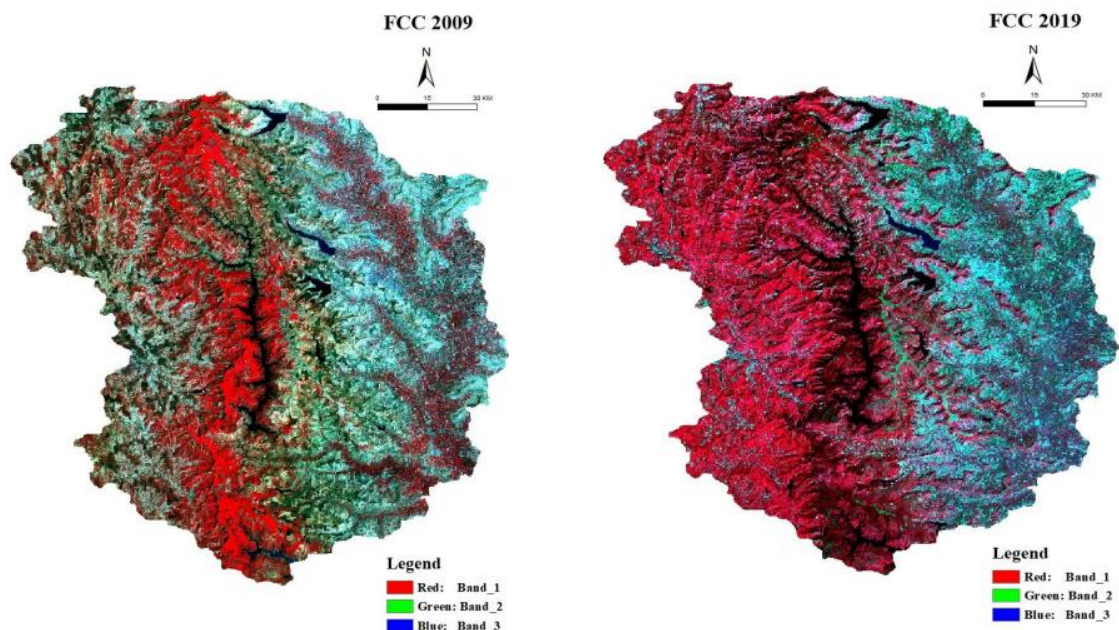 FCC 2009
N
0 15 30 KM
Legend
Red: Band_1
Green: Band_2
Blue: Band_3
FCC 2019
N
0 15 30 KM
Legend
Red: Band_1
Green: Band_2
Blue: Band_3